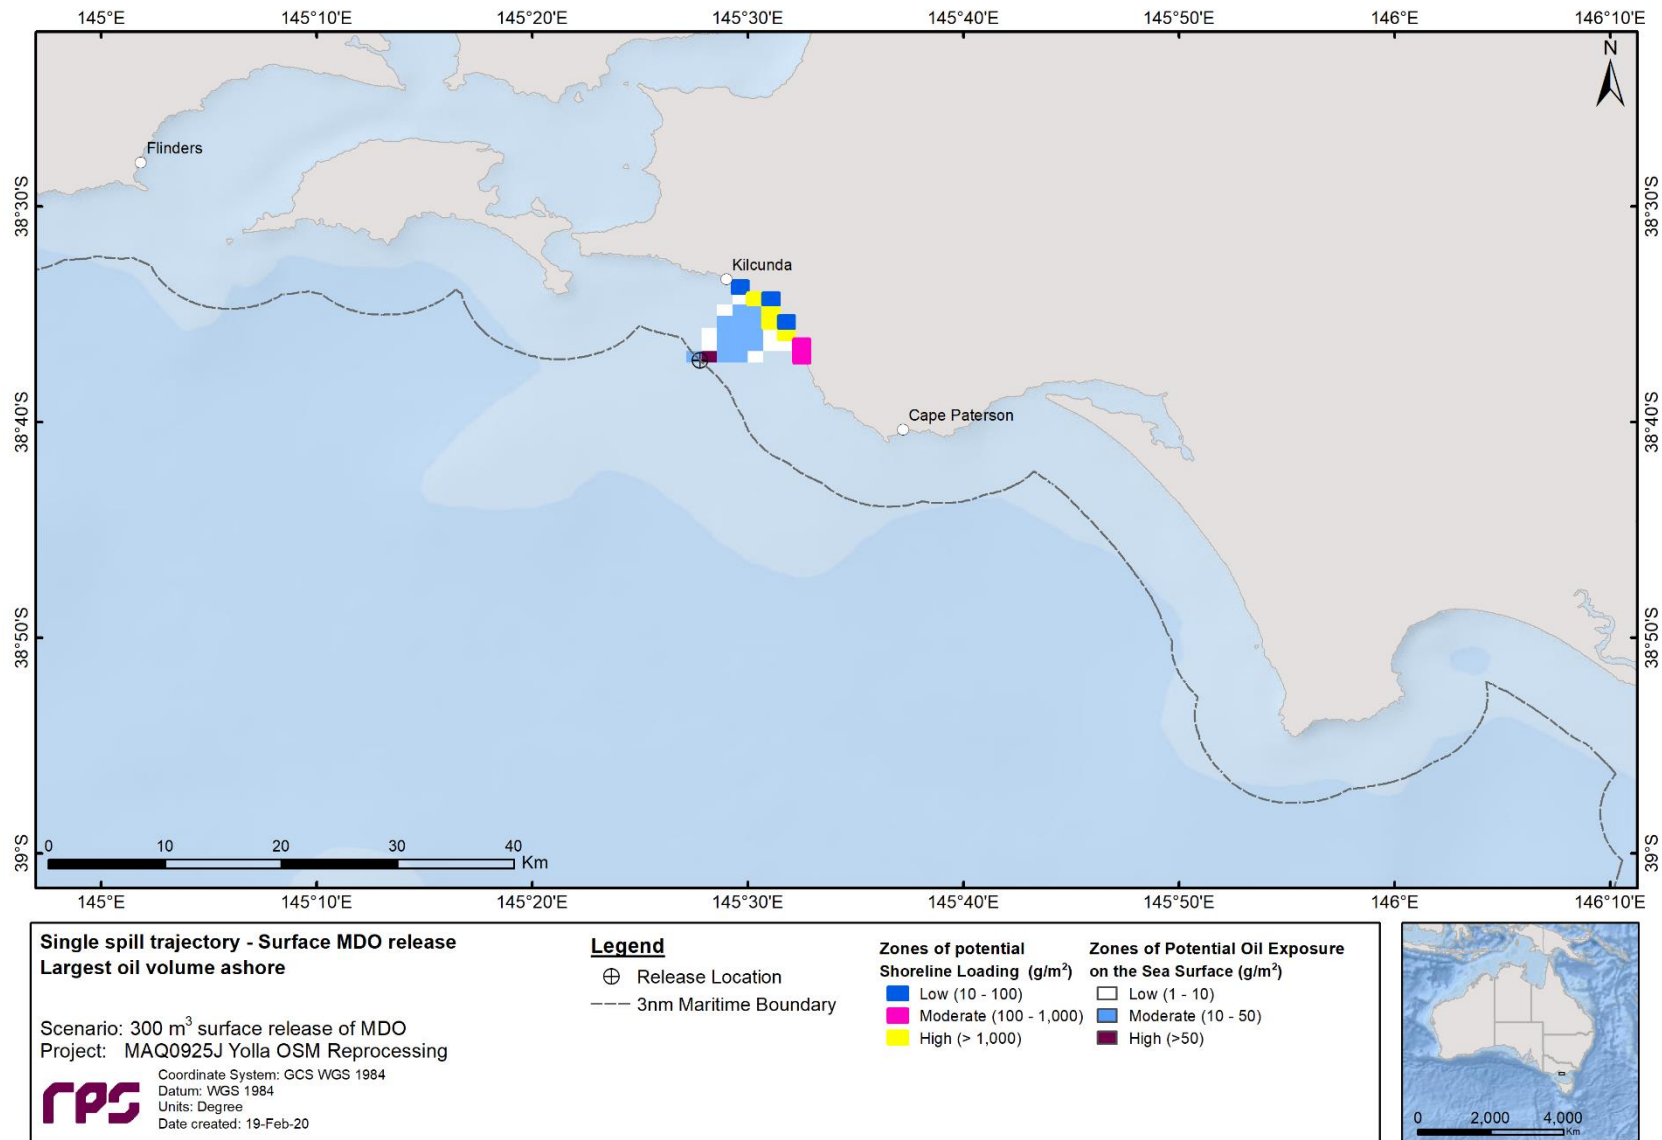 145°E 145°10'E 145°20'E 145°30'E 145°40'E 145°50'E 146°E 146°10'E
N
Flinders
38°30'S 38°30'S
Kilcunda
Cape Paterson
38°40'S 38°40'S
38°50'S 38°50'S
0 10 20 30 40
Km
39°S 39°S
145°E 145°10'E 145°20'E 145°30'E 145°40'E 145°50'E 146°E 146°10'E
Single spill trajectory - Surface MDO release
Largest oil volume ashore
Scenario: 300 m³ surface release of MDO
Project: MAQ0925J Yolla OSM Reprocessing
rps
Coordinate System: GCS WGS 1984
Datum: WGS 1984
Units: Degree
Date created: 19-Feb-20
Legend
Release Location
3nm Maritime Boundary
Zones of potential
Shoreline Loading (g/m²)
Low (10 - 100)
Moderate (100 - 1,000)
High (> 1,000)
Zones of Potential Oil Exposure
on the Sea Surface (g/m²)
Low (1 - 10)
Moderate (10 - 50)
High (>50)
0 2,000 4,000
Km